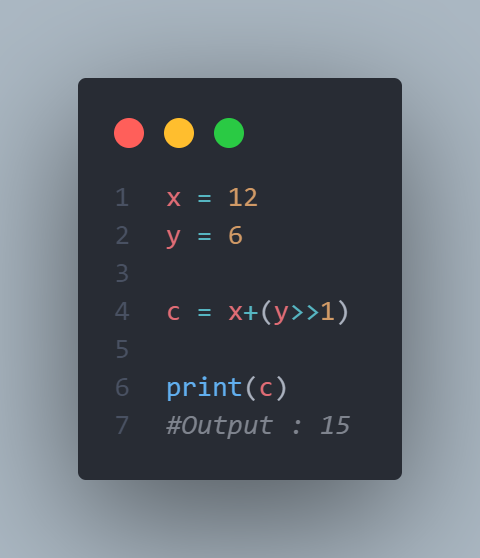 1 x = 12
2 y = 6
3
4 c = x+(y>>1)
5
6 print(c)
7 #Output : 15